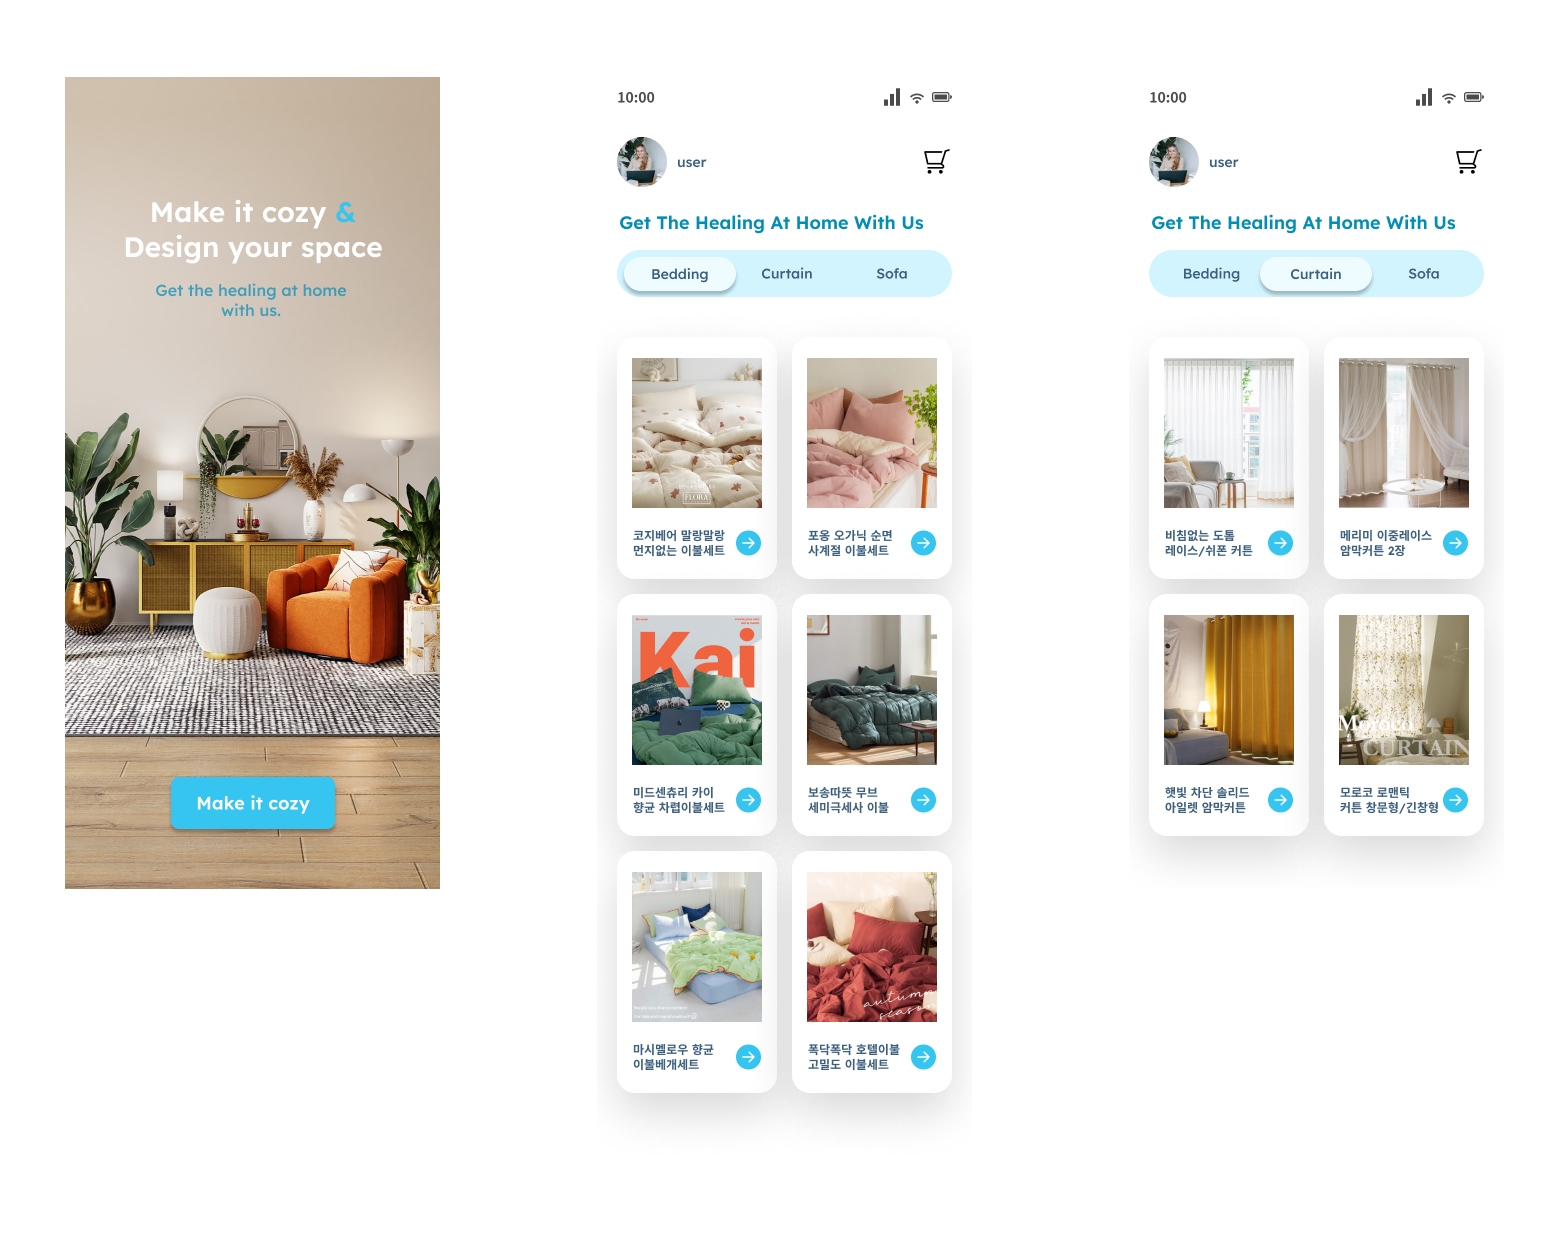 Make it cozy &
Design your space
Get the healing at home
with us.
Make it cozy
10:00
user
Get The Healing At Home With Us
Bedding
Curtain
Sofa
FLORA
코지베어 말랑말랑
먼지없는 이불세트
포옹 오가닉 순면
사계절 이불세트
Kai
미드센츄리 카이
향균 차렵이불세트
보송따뜻 무브
세미극세사 이불
autumn
season
마시멜로우 향균
이불베개세트
폭닥폭닥 호텔이불
고밀도 이불세트
10:00
user
Get The Healing At Home With Us
Bedding
Curtain
Sofa
비침없는 도톰
레이스/쉬폰 커튼
메리미 이중레이스
암막커튼 2장
Morocco
CURTAIN
햇빛 차단 솔리드
아일렛 암막커튼
모로코 로맨틱
커튼 창문형/긴창형